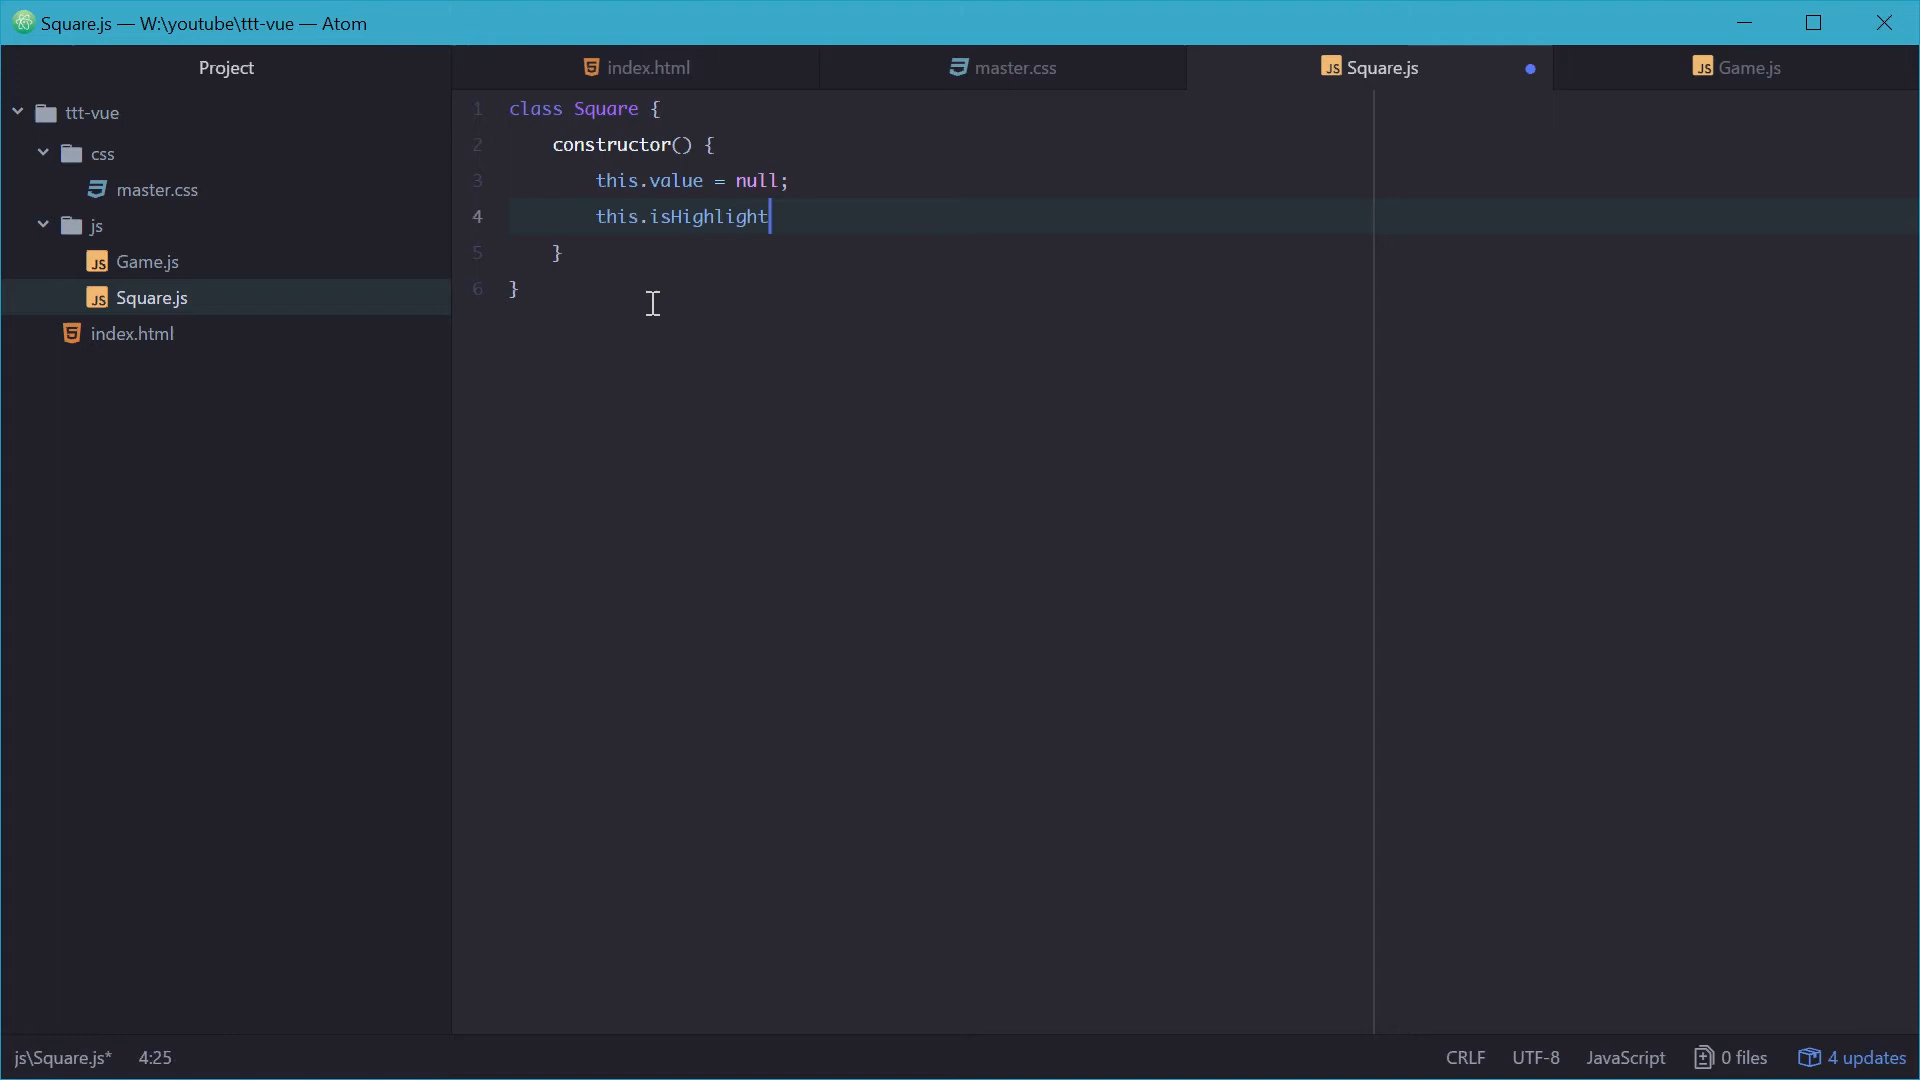 Square.js — W:\youtube\ttt-vue — Atom
Project
index.html
master.css
Square.js
Game.js
ttt-vue
css
master.css
js
Game.js
Square.js
index.html
1 class Square {
2     constructor() {
3         this.value = null;
4         this.isHighlight
5     }
6 }
js\Square.js* 4:25
CRLF UTF-8 JavaScript 0 files 4 updates